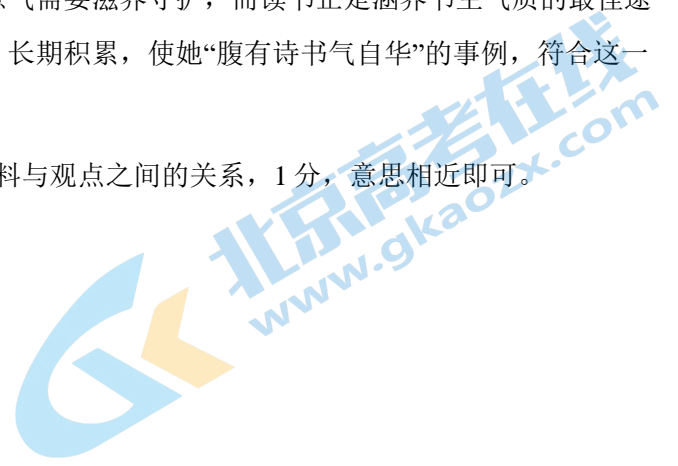 气需要滋养守护，而读书正是涵养书生气质的最佳途
长期积累，使她“腹有诗书气自华”的事例，符合这一
料与观点之间的关系，1 分，意思相近即可。
北京高考在线
www.gkaozx.com